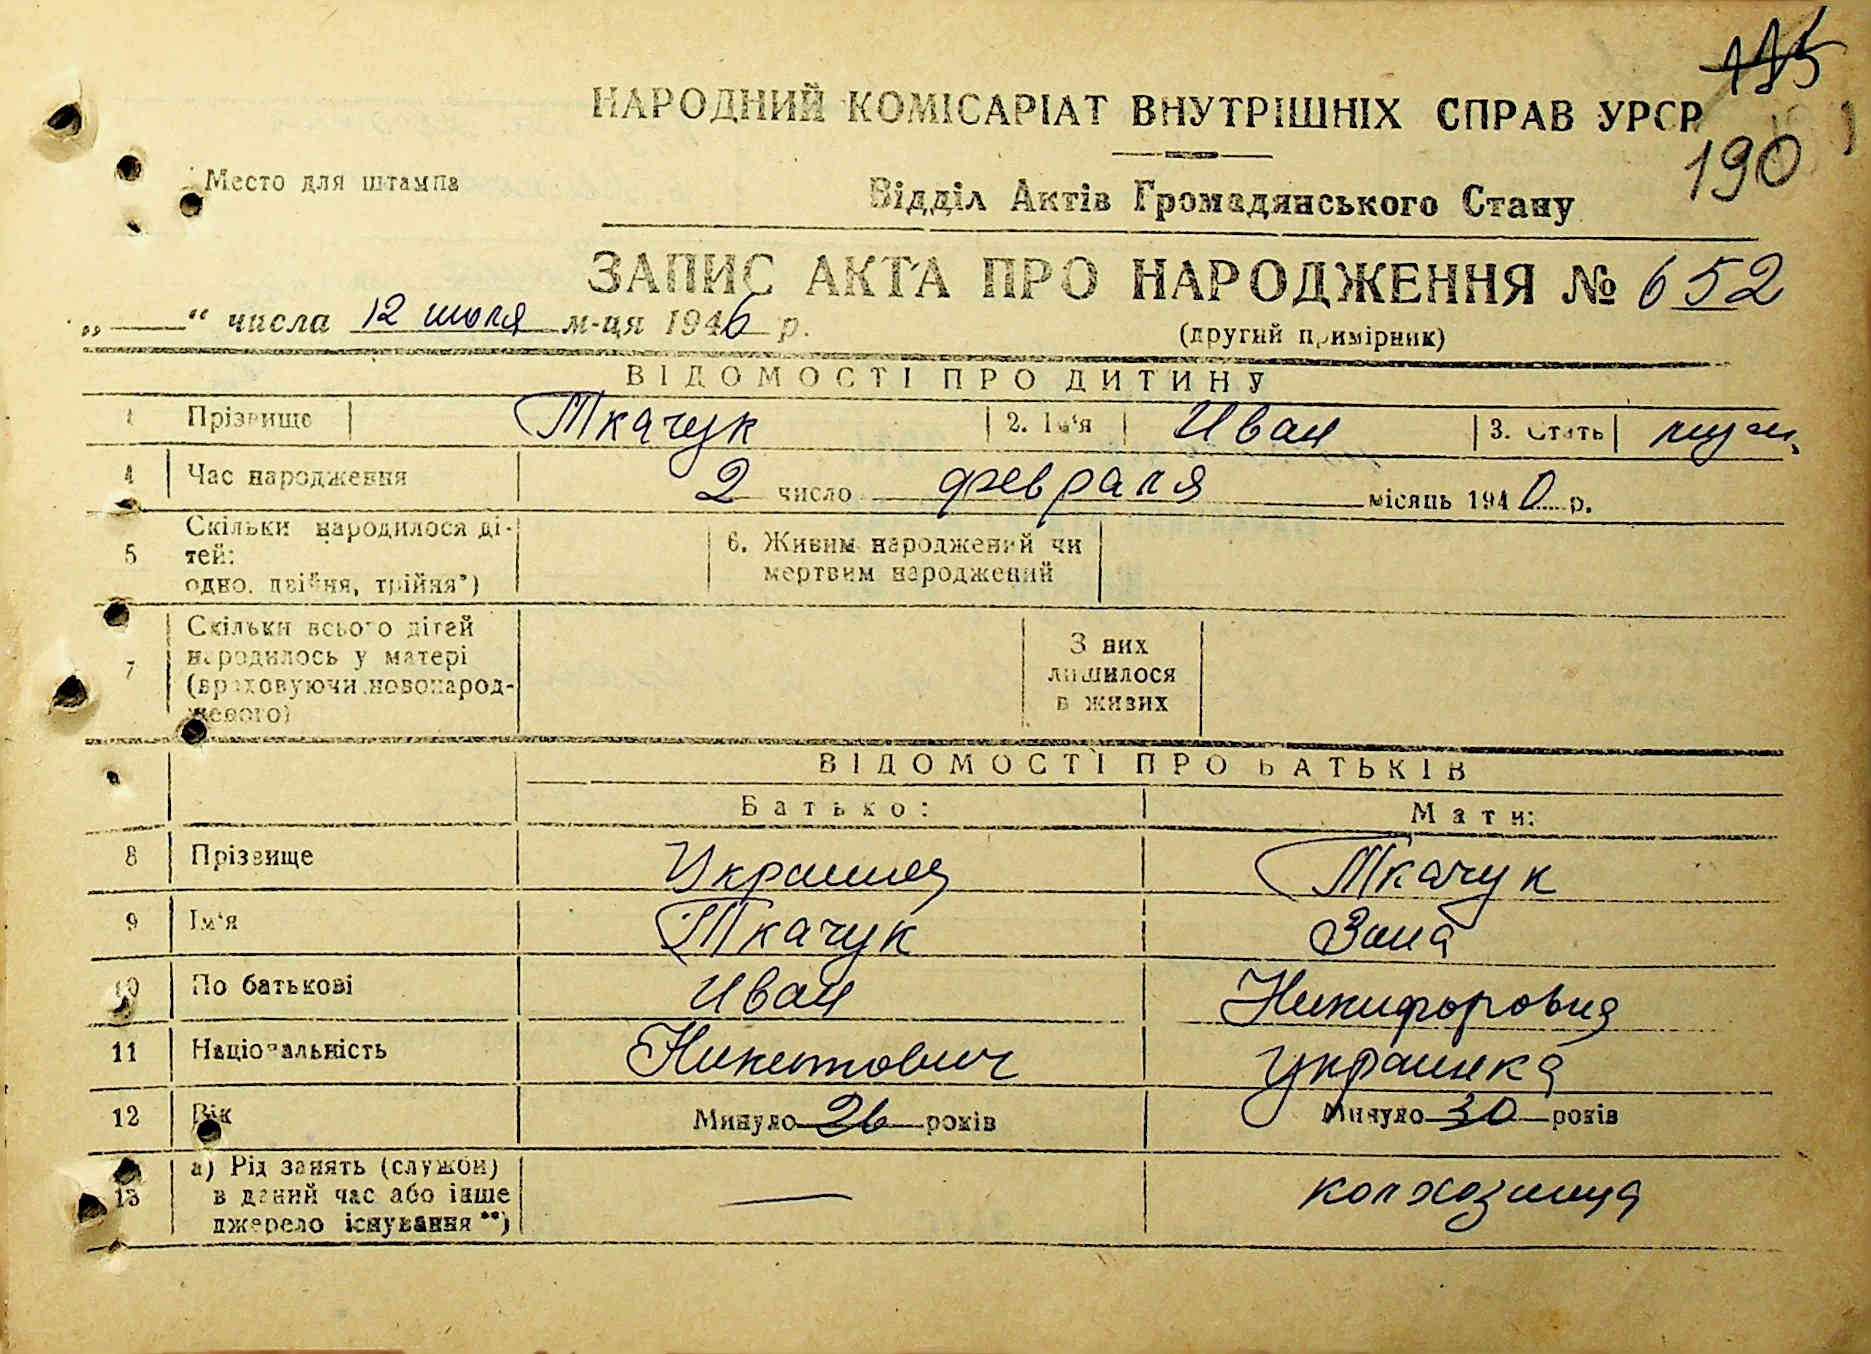 115
НАРОДНИЙ КОМІСАРІАТ ВНУТРІШНІХ СПРАВ УРСР
190
Место для штампа
Відділ Актів Громадянського Стану
ЗАПИС АКТА ПРО НАРОДЖЕННЯ № 652
„ — “ числа 12 июля м-ця 1946 р.
(другий примірник)
ВІДОМОСТІ ПРО ДИТИНУ
1 Прізвище Ткачук 2. Ім'я Иван 3. Стать муж.
4 Час народження 2 число февраля місяць 1940 р.
5 Скільки народилося ді-
тей:
одно, двійня, трійня*)
6. Живим народжений чи
мертвим народжений
7 Скільки всього дітей
народилось у матері
(враховуючи новонарод-
женого)
З них
лишилося
в живих
ВІДОМОСТІ ПРО БАТЬКІВ
Батько: Мати:
8 Прізвище Украинец Ткачук
9 Ім'я Ткачук Зина
10 По батькові Иван Никифоровна
11 Національність Никитович украинка
12 Вік Минуло 26 років Минуло 30 років
13 а) Рід занять (служби)
в даний час або інше
джерело існування**)
— колхозница